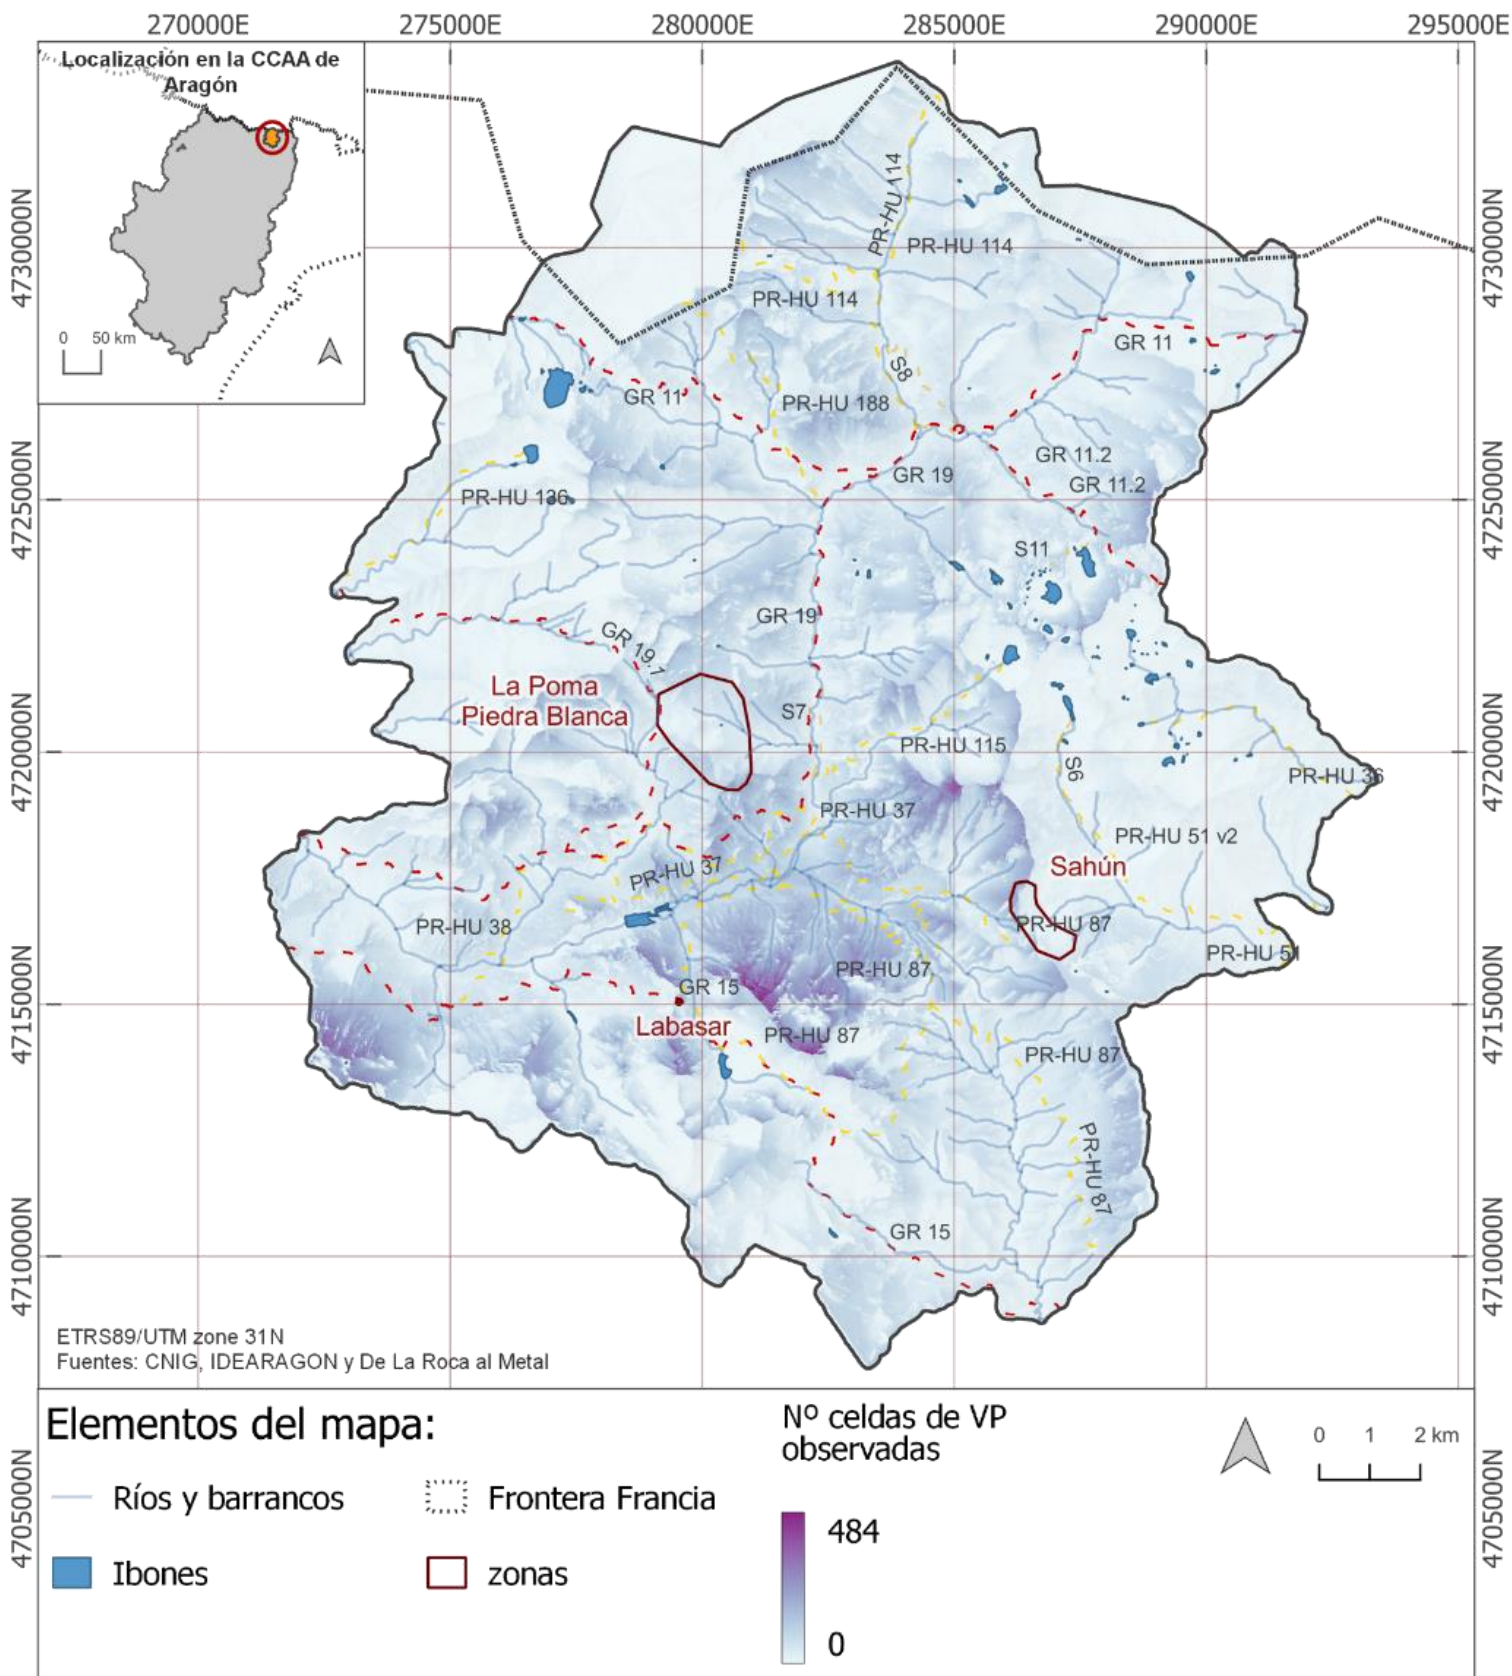 270000E 275000E 280000E 285000E 290000E 295000E
Localización en la CCAA de
Aragón
0 50 km
4730000N
4730000N
PR-HU 114
PR-HU 114
PR-HU 114
GR 11
S8
GR 11
PR-HU 188
GR 11.2
GR 19
GR 11.2
PR-HU 136
4725000N
4725000N
S11
GR 19
GR 19.1
La Poma
Piedra Blanca
S7
PR-HU 115
S6
PR-HU 36
4720000N
4720000N
PR-HU 37
PR-HU 51 v2
Sahún
PR-HU 37
PR-HU 38
PR-HU 87
PR-HU 51
PR-HU 87
GR 15
4715000N
4715000N
Labasar
PR-HU 87
PR-HU 87
PR-HU 87
GR 15
4710000N
4710000N
ETRS89/UTM zone 31N
Fuentes: CNIG, IDEARAGON y De La Roca al Metal
Elementos del mapa:
Ríos y barrancos
Frontera Francia
Ibones
zonas
Nº celdas de VP
observadas
484
0
0 1 2 km
4705000N
4705000N